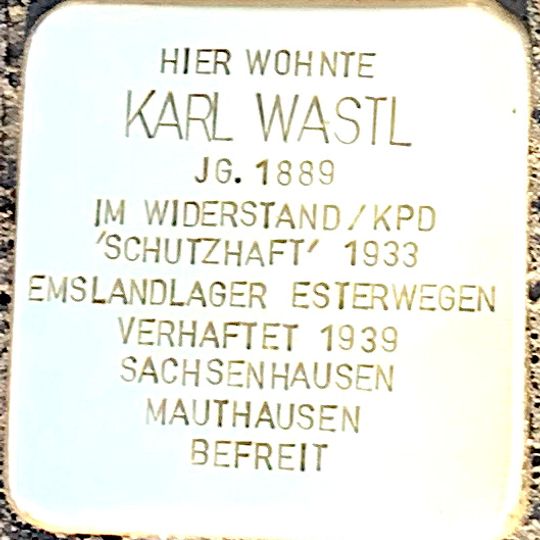 HIER WOHNTE
KARL WASTL
JG. 1889
IM WIDERSTAND/KPD
'SCHUTZHAFT' 1933
EMSLANDLAGER ESTERWEGEN
VERHAFTET 1939
SACHSENHAUSEN
MAUTHAUSEN
BEFREIT